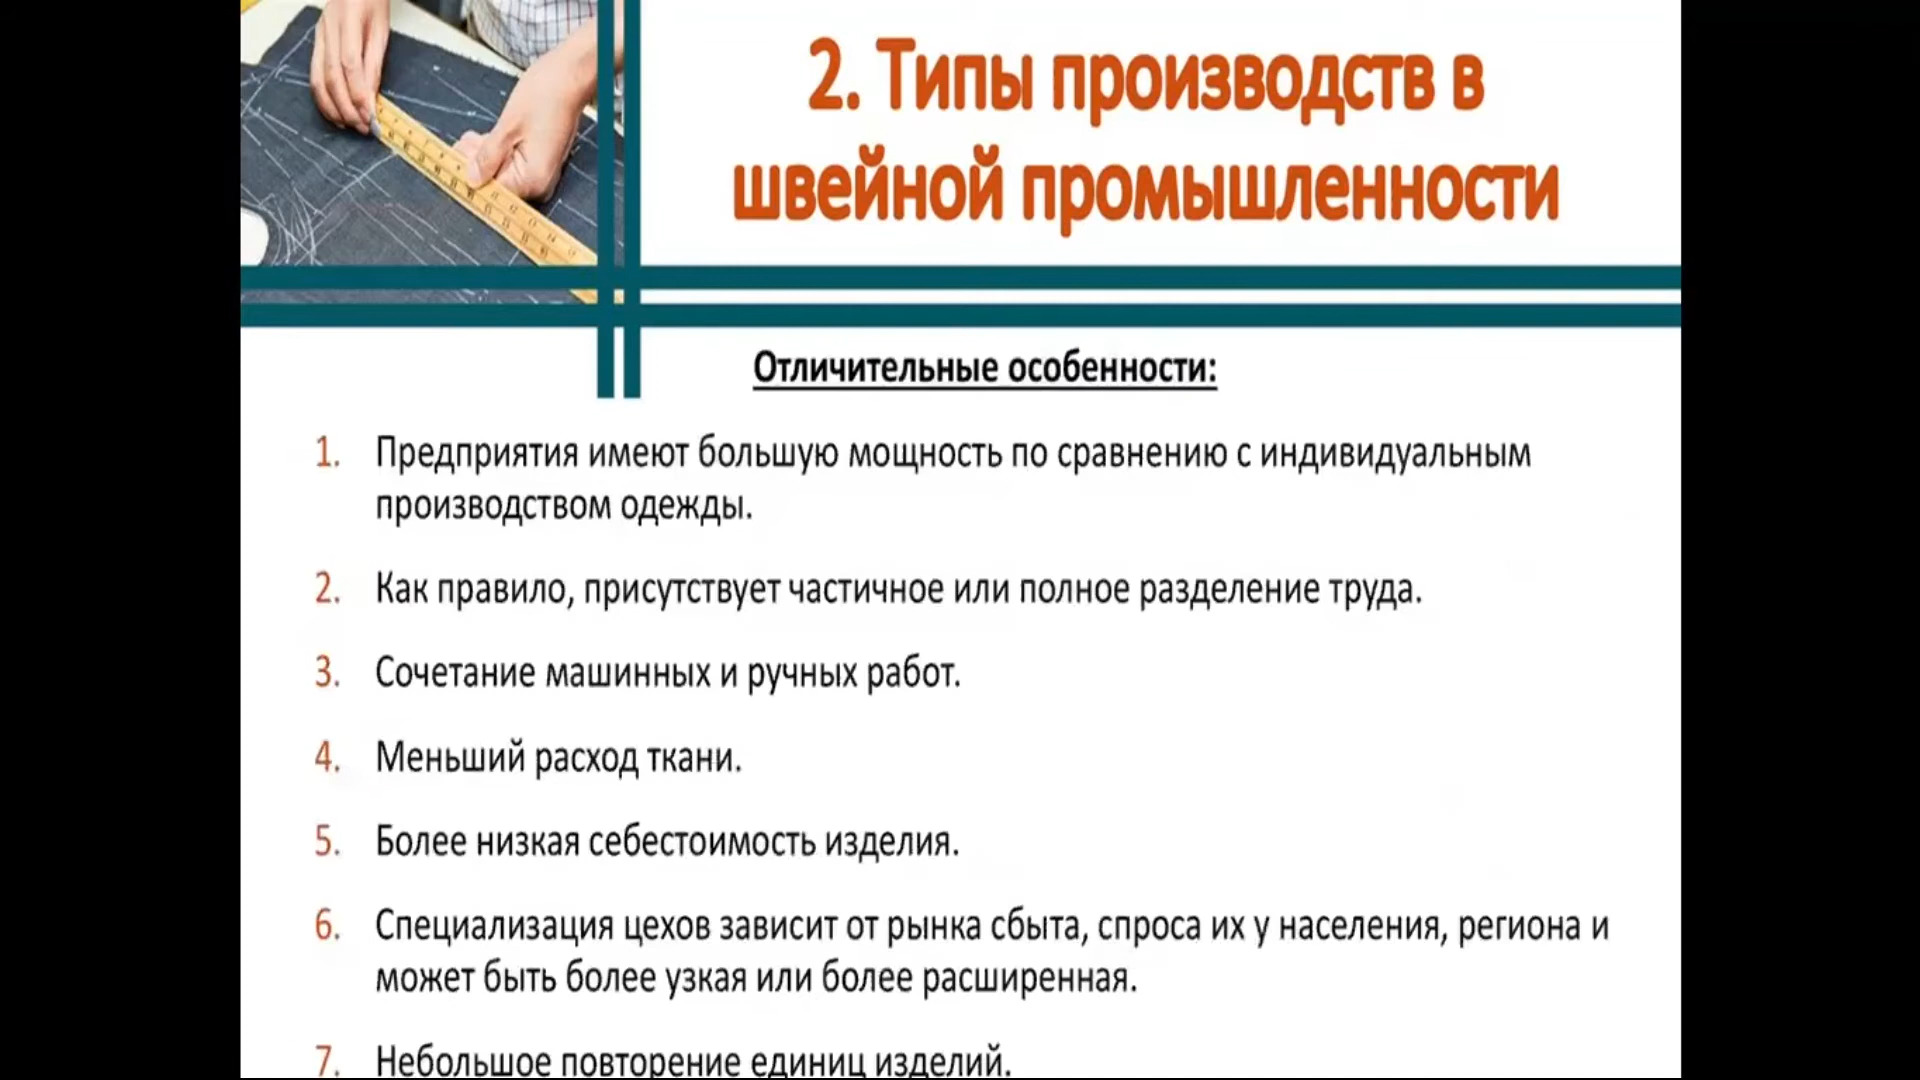 2. Типы производств в
швейной промышленности
Отличительные особенности:
1. Предприятия имеют большую мощность по сравнению с индивидуальным
производством одежды.
2. Как правило, присутствует частичное или полное разделение труда.
3. Сочетание машинных и ручных работ.
4. Меньший расход ткани.
5. Более низкая себестоимость изделия.
6. Специализация цехов зависит от рынка сбыта, спроса их у населения, региона и
может быть более узкая или более расширенная.
7. Небольшое повторение единиц изделий.